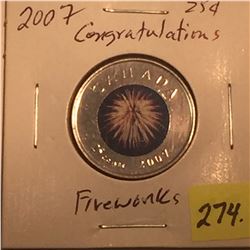 2007 25¢
Congratulations
CANADA
2007
Fireworks
274.